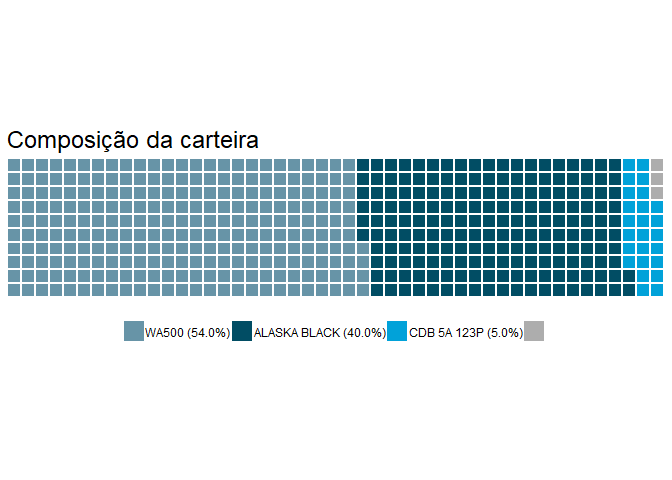 Composição da carteira
WA500 (54.0%) ALASKA BLACK (40.0%) CDB 5A 123P (5.0%)